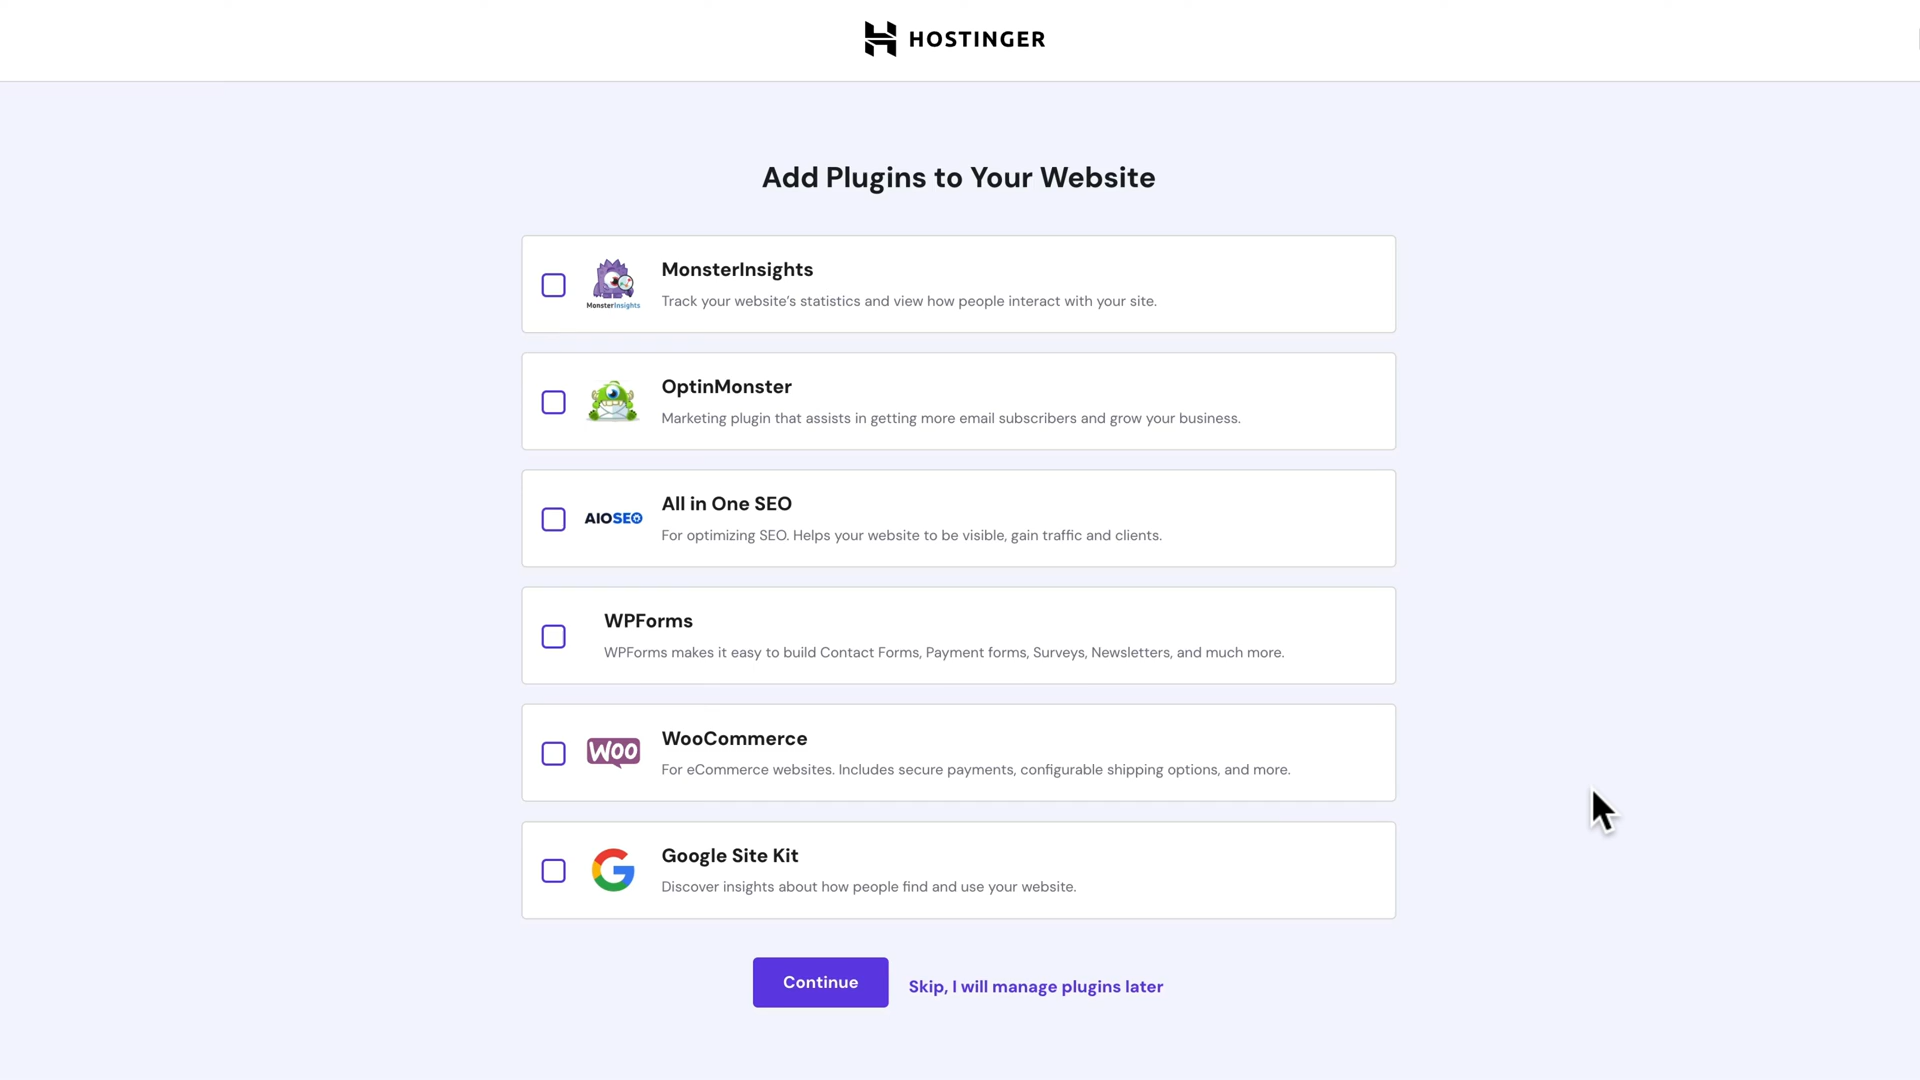 HOSTINGER
Add Plugins to Your Website
MonsterInsights
MonsterInsights
Track your website's statistics and view how people interact with your site.
OptinMonster
Marketing plugin that assists in getting more email subscribers and grow your business.
AIOSEO
All in One SEO
For optimizing SEO. Helps your website to be visible, gain traffic and clients.
WPForms
WPForms makes it easy to build Contact Forms, Payment forms, Surveys, Newsletters, and much more.
WOO
WooCommerce
For eCommerce websites. Includes secure payments, configurable shipping options, and more.
G
Google Site Kit
Discover insights about how people find and use your website.
Continue
Skip, I will manage plugins later